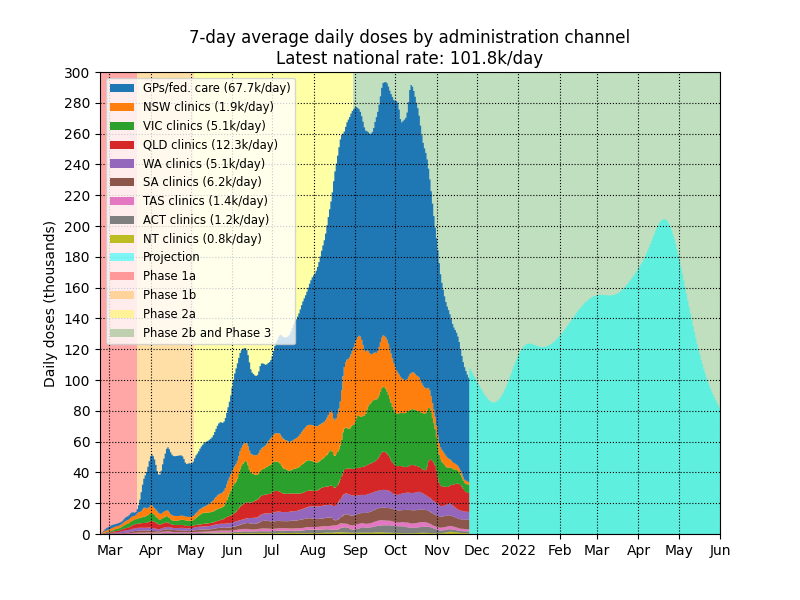 7-day average daily doses by administration channel
Latest national rate: 101.8k/day
Daily doses (thousands)
300
280
260
240
220
200
180
160
140
120
100
80
60
40
20
0
GPs/fed. care (67.7k/day)
NSW clinics (1.9k/day)
VIC clinics (5.1k/day)
QLD clinics (12.3k/day)
WA clinics (5.1k/day)
SA clinics (6.2k/day)
TAS clinics (1.4k/day)
ACT clinics (1.2k/day)
NT clinics (0.8k/day)
Projection
Phase 1a
Phase 1b
Phase 2a
Phase 2b and Phase 3
Mar Apr May Jun Jul Aug Sep Oct Nov Dec 2022 Feb Mar Apr May Jun